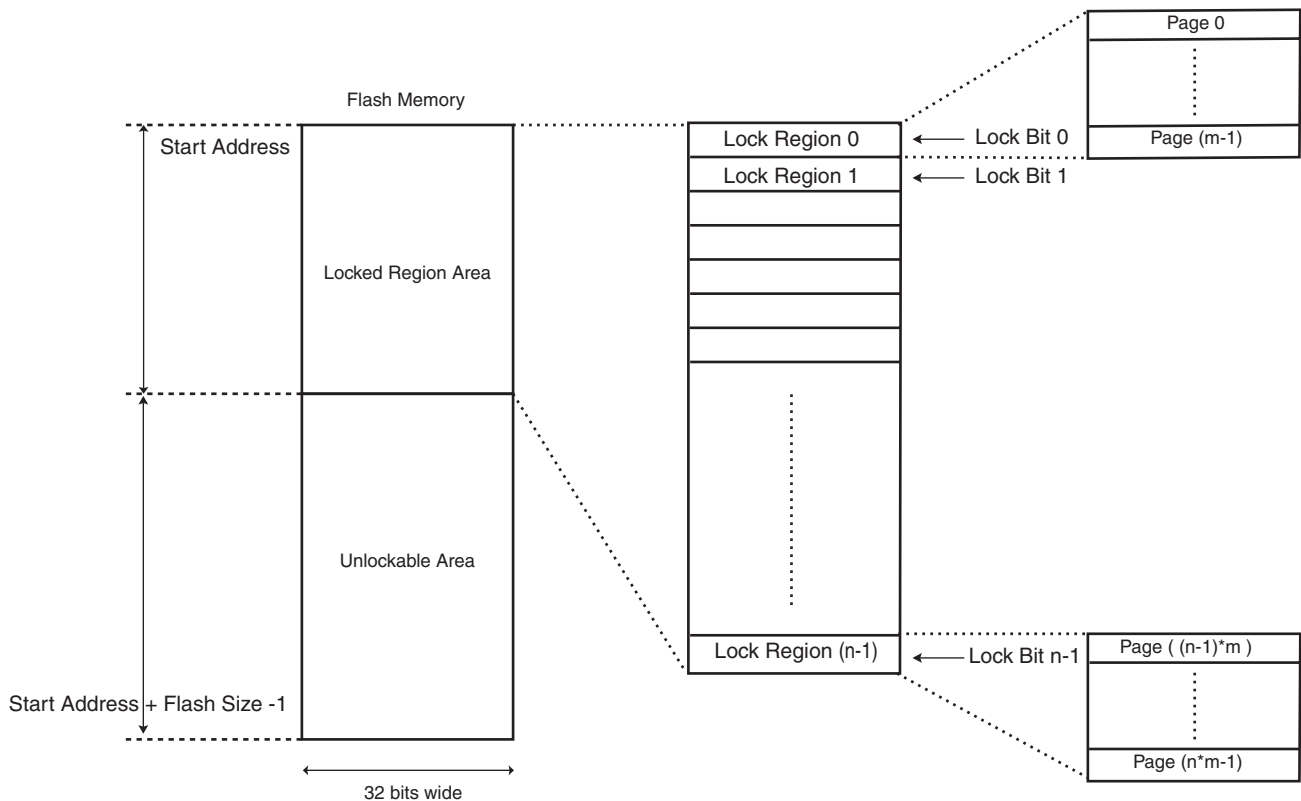 Page 0
Flash Memory
Start Address
Lock Region 0
Lock Bit 0
Page (m-1)
Lock Region 1
Lock Bit 1
Locked Region Area
Unlockable Area
Lock Region (n-1)
Lock Bit n-1
Page ( (n-1)*m )
Start Address + Flash Size -1
Page (n*m-1)
32 bits wide